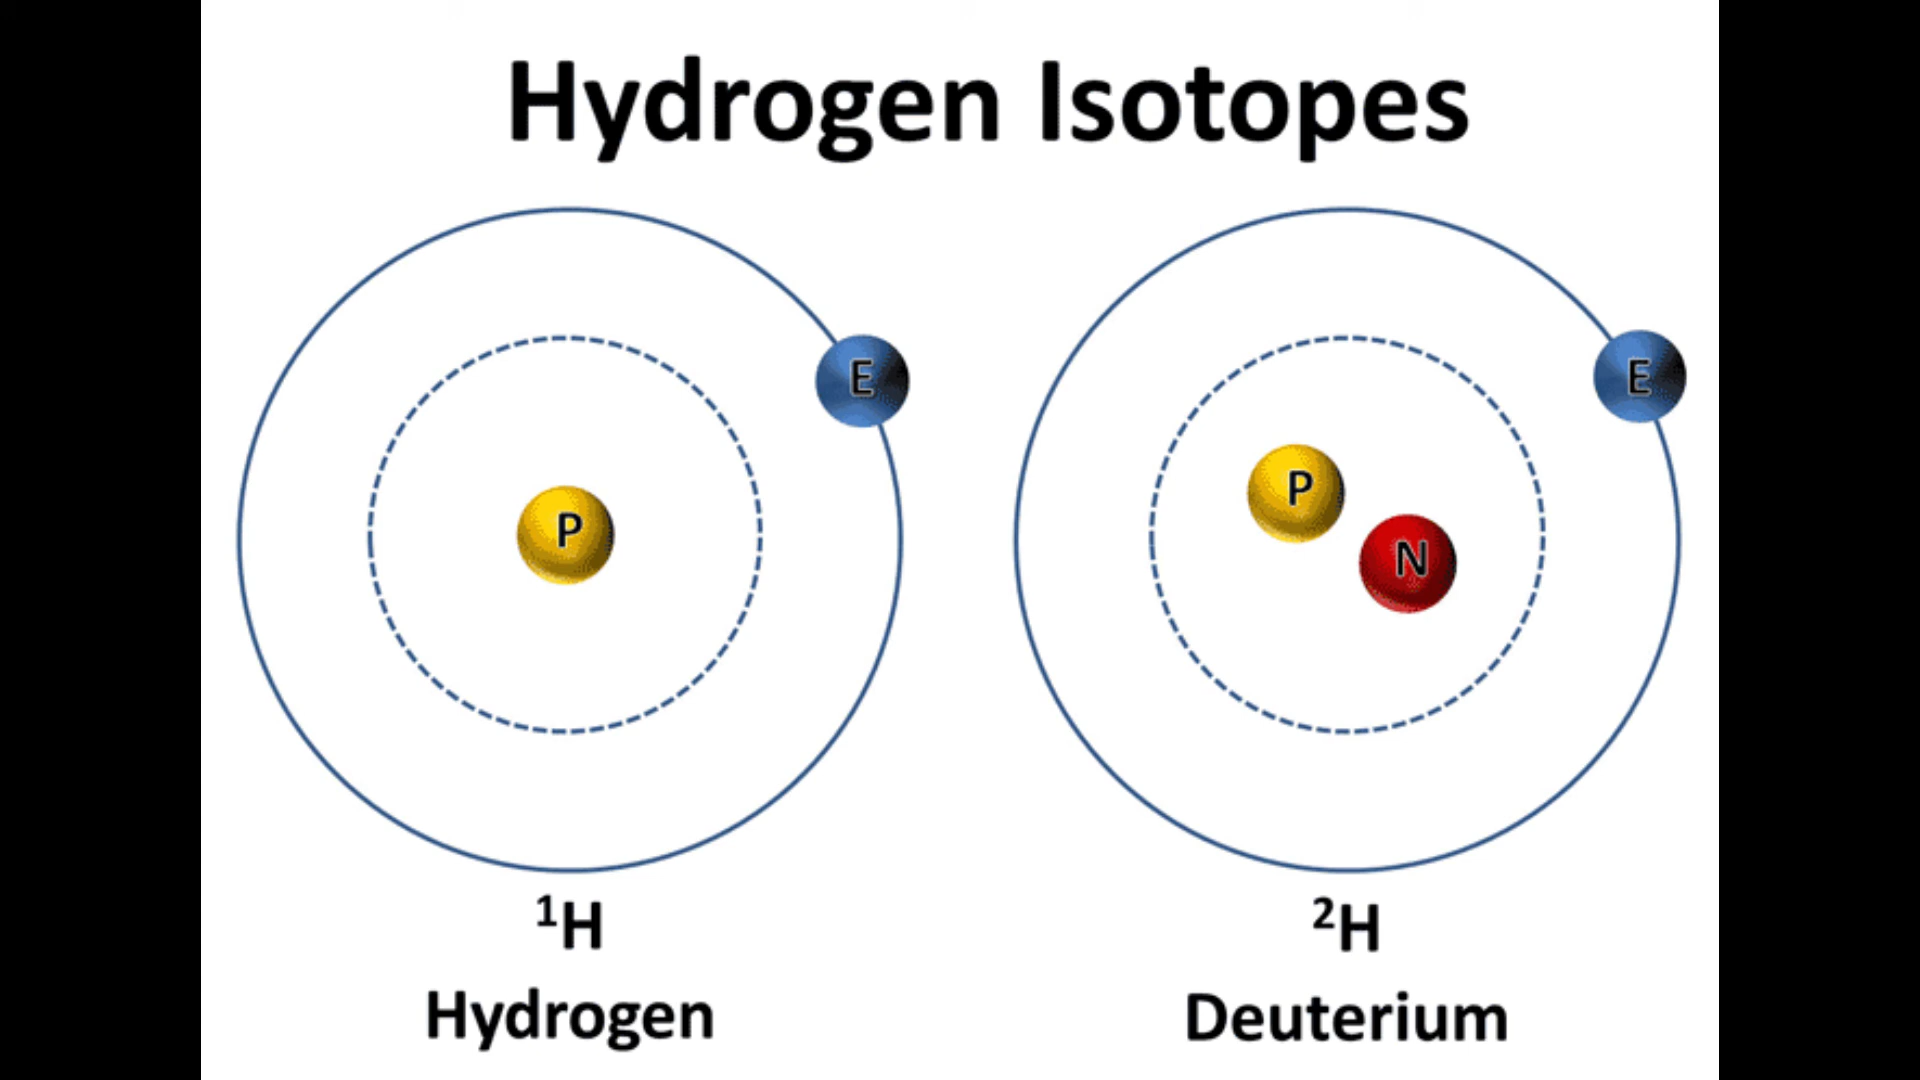 Hydrogen Isotopes
E
E
P
P
N
¹H
²H
Hydrogen
Deuterium